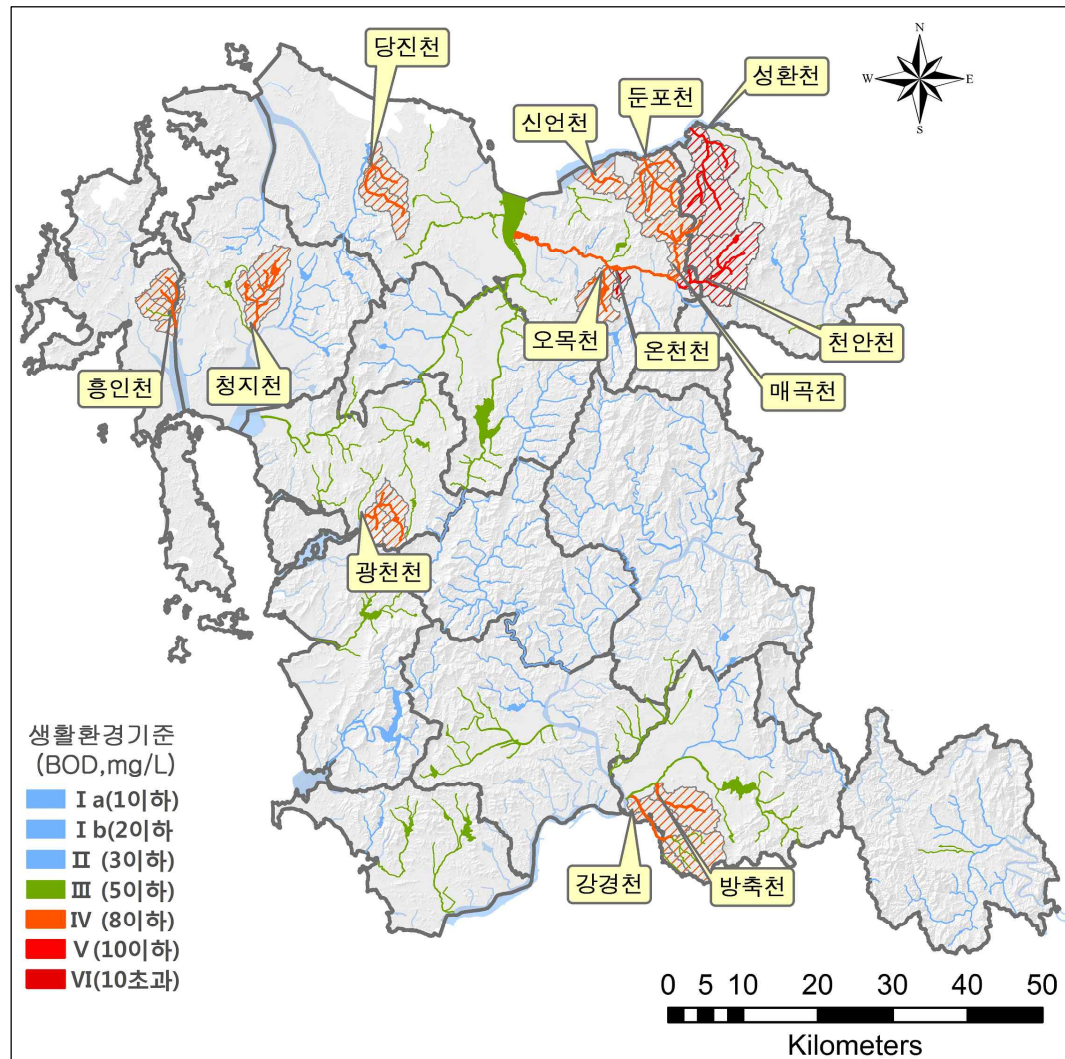 당진천
성환천
둔포천
신언천
N
W
E
S
오목천
온천천
천안천
매곡천
흥인천
청지천
광천천
강경천
방축천
생활환경기준
(BOD,mg/L)
Ⅰa(1이하)
Ⅰb(2이하
Ⅱ (3이하)
Ⅲ (5이하)
Ⅳ (8이하)
Ⅴ(10이하)
Ⅵ(10초과)
0 5 10 20 30 40 50
Kilometers